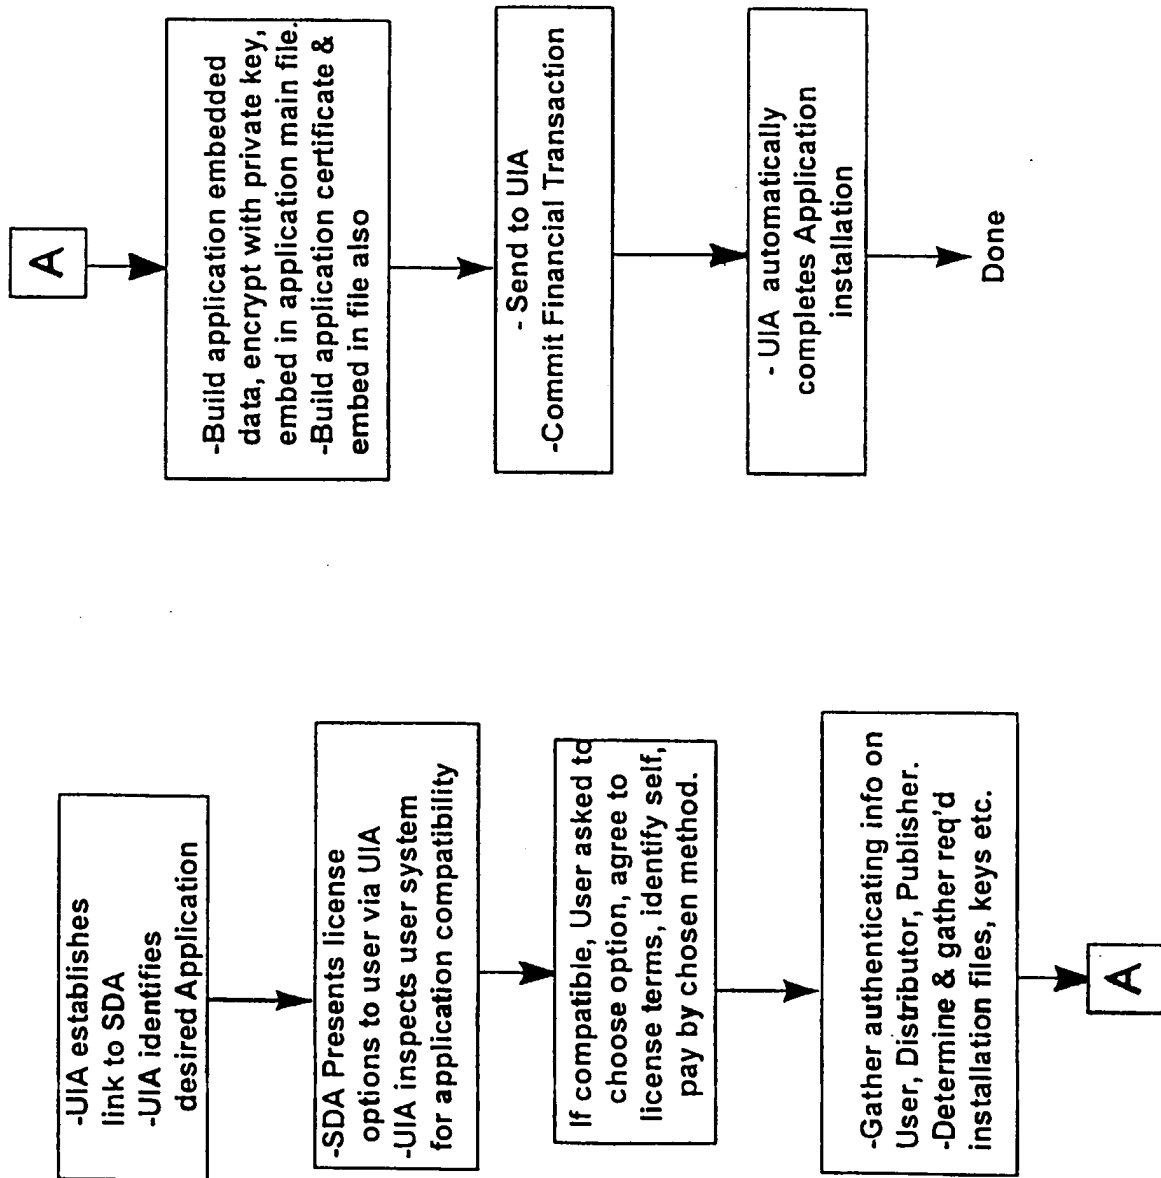 -UIA establishes
link to SDA
-UIA identifies
desired Application
-SDA Presents license
options to user via UIA
-UIA inspects user system
for application compatibility
If compatible, User asked to
choose option, agree to
license terms, identify self,
pay by chosen method.
-Gather authenticating info on
User, Distributor, Publisher.
-Determine & gather req'd
installation files, keys etc.
A
A
-Build application embedded
data, encrypt with private key,
embed in application main file.
-Build application certificate &
embed in file also
- Send to UIA
-Commit Financial Transaction
- UIA automatically
completes Application
installation
Done